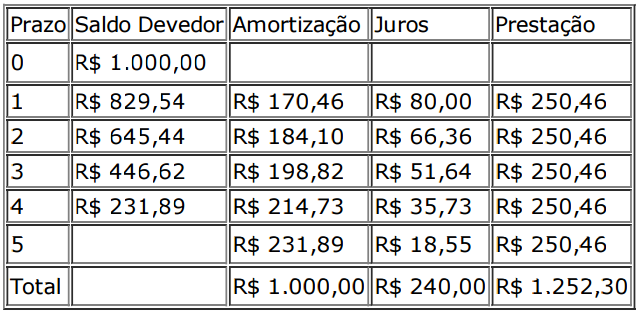 Prazo Saldo Devedor Amortização Juros Prestação
0 R$ 1.000,00
1 R$ 829,54 R$ 170,46 R$ 80,00 R$ 250,46
2 R$ 645,44 R$ 184,10 R$ 66,36 R$ 250,46
3 R$ 446,62 R$ 198,82 R$ 51,64 R$ 250,46
4 R$ 231,89 R$ 214,73 R$ 35,73 R$ 250,46
5 R$ 231,89 R$ 18,55 R$ 250,46
Total R$ 1.000,00 R$ 240,00 R$ 1.252,30